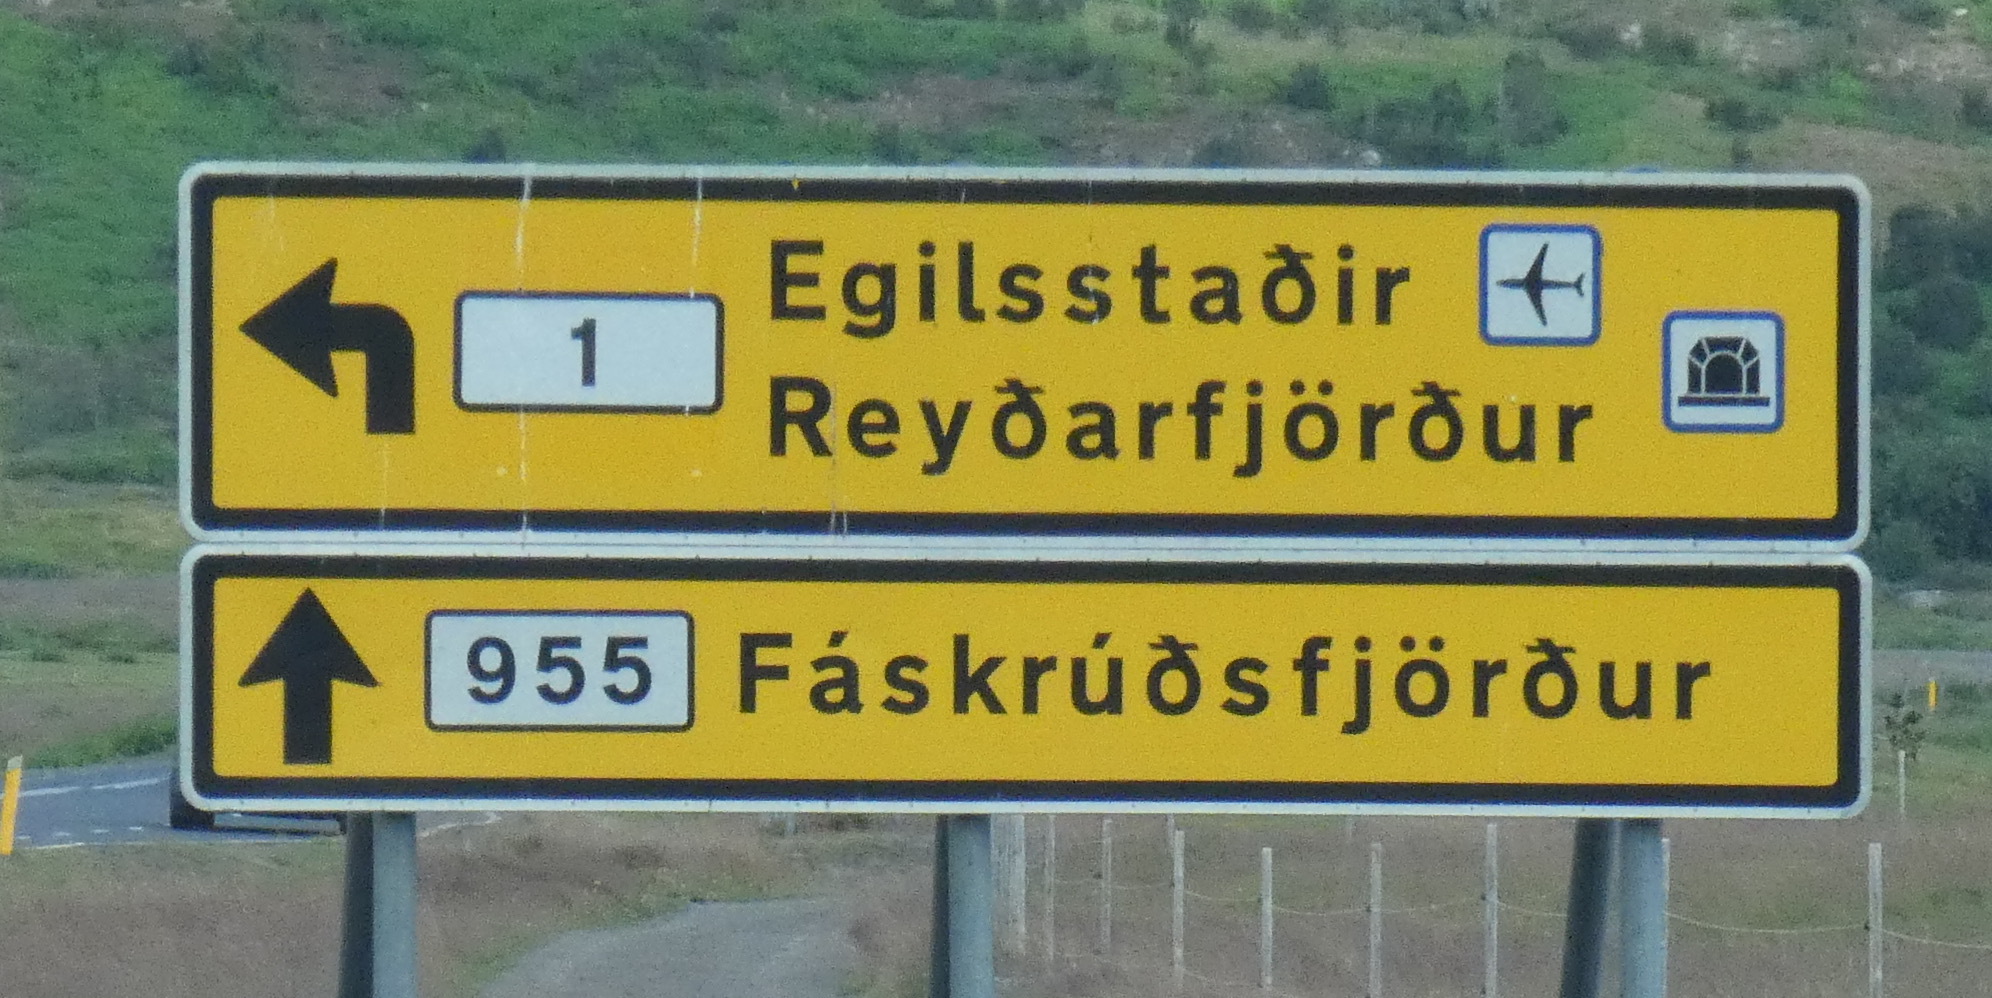 1
Egilsstaðir
Reyðarfjörður
955 Fáskrúðsfjörður